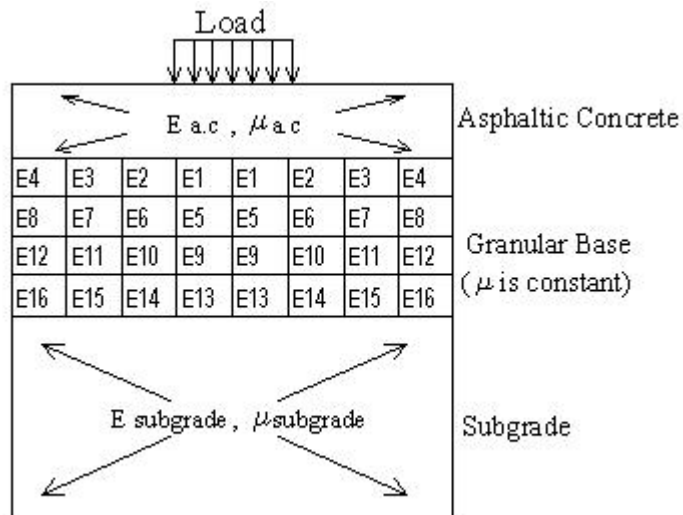 Load
E a.c , μ a.c
Asphaltic Concrete
E4 E3 E2 E1 E1 E2 E3 E4
E8 E7 E6 E5 E5 E6 E7 E8
E12 E11 E10 E9 E9 E10 E11 E12
E16 E15 E14 E13 E13 E14 E15 E16
Granular Base
( μ is constant)
E subgrade , μsubgrade
Subgrade